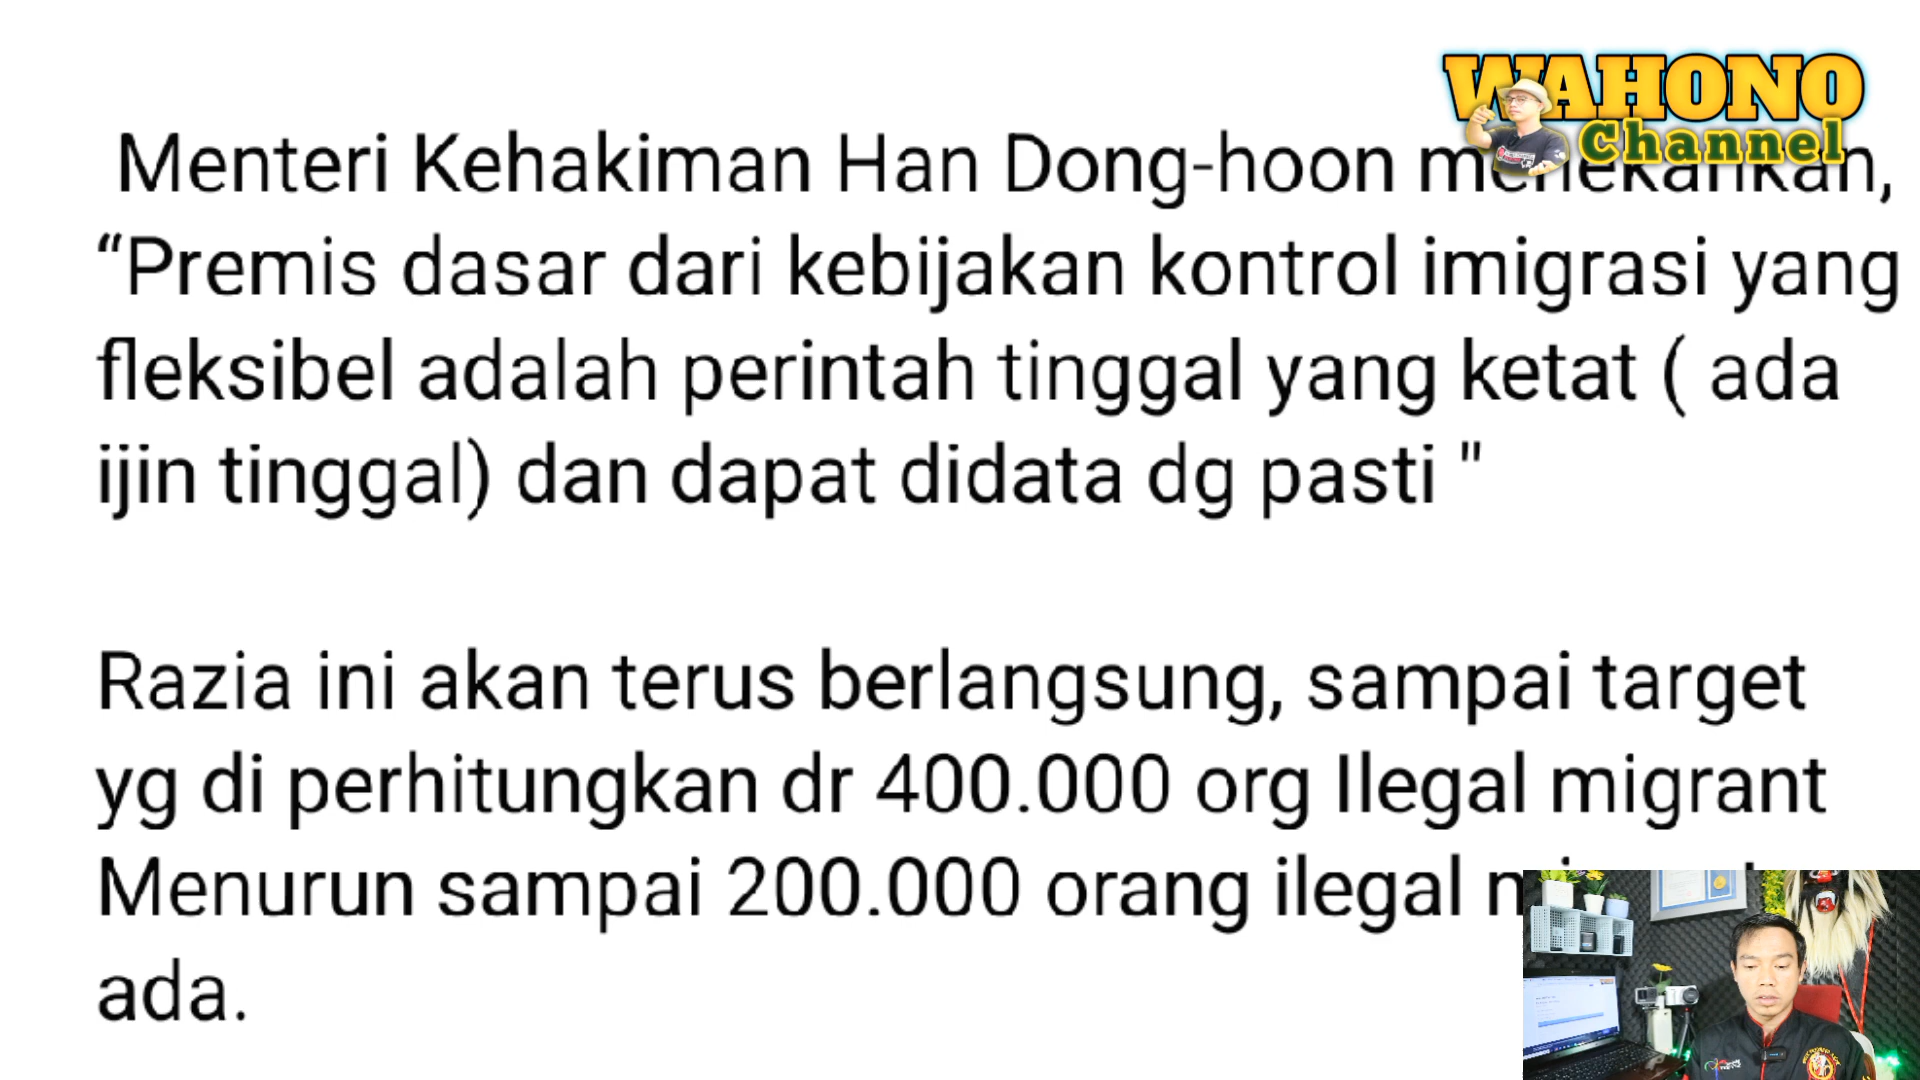 WAHONO
Channel
Menteri Kehakiman Han Dong-hoon menekankan,
“Premis dasar dari kebijakan kontrol imigrasi yang
fleksibel adalah perintah tinggal yang ketat ( ada
ijin tinggal) dan dapat didata dg pasti "
Razia ini akan terus berlangsung, sampai target
yg di perhitungkan dr 400.000 org Ilegal migrant
Menurun sampai 200.000 orang ilegal
ada.